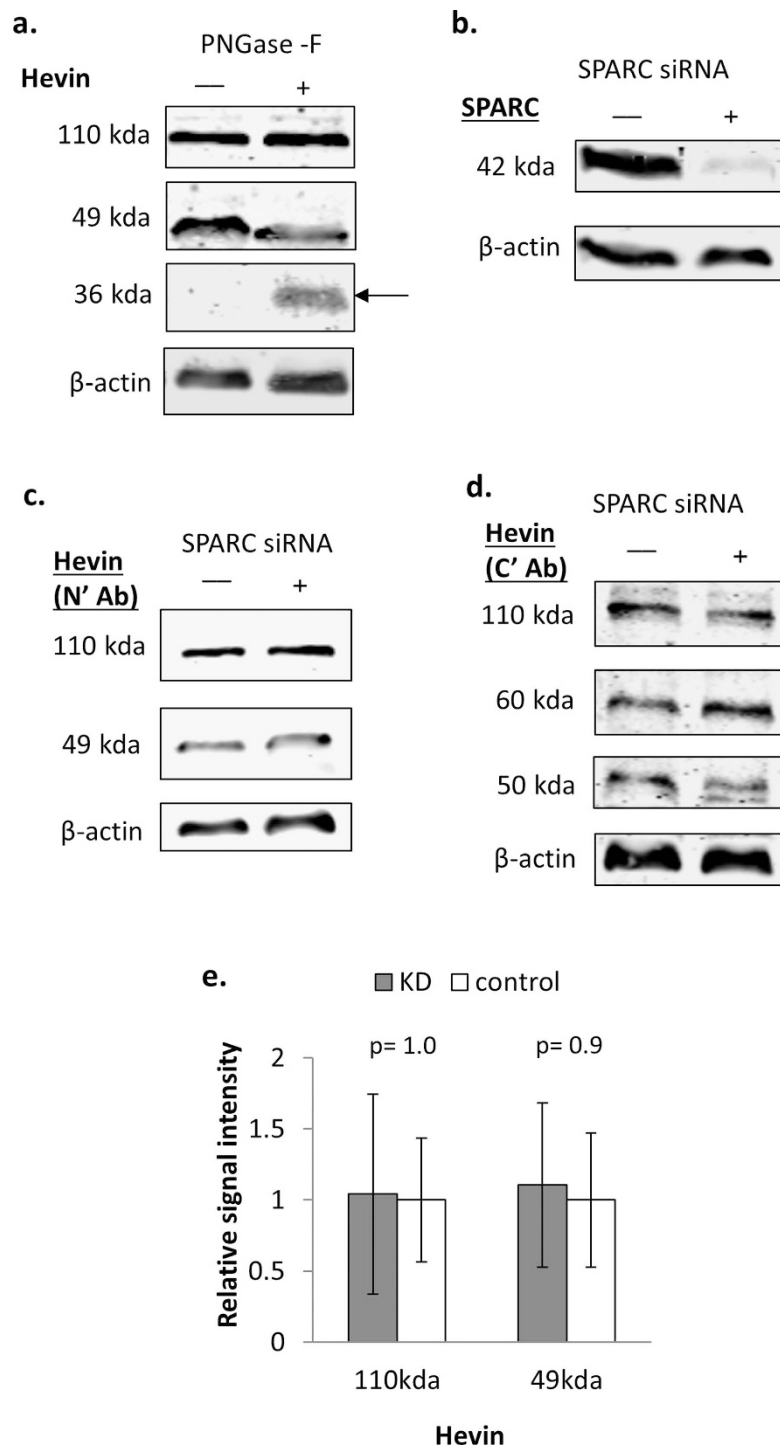 a.
PNGase -F
Hevin
— +
110 kda
49 kda
36 kda
β-actin
b.
SPARC siRNA
SPARC
— +
42 kda
β-actin
c.
SPARC siRNA
Hevin
(N’ Ab)
— +
110 kda
49 kda
β-actin
d.
SPARC siRNA
Hevin
(C’ Ab)
— +
110 kda
60 kda
50 kda
β-actin
e.
KD control
p= 1.0 p= 0.9
Relative signal intensity
2
1.5
1
0.5
0
110kda 49kda
Hevin